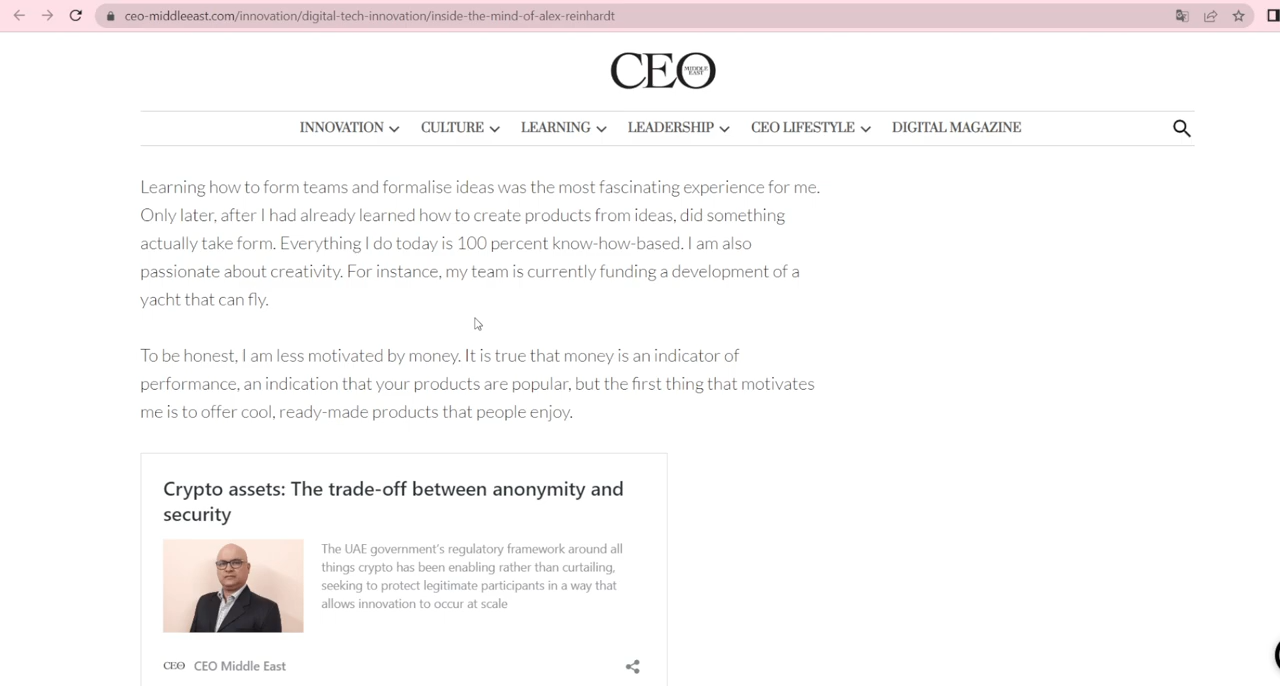 ceo-middleeast.com/innovation/digital-tech-innovation/inside-the-mind-of-alex-reinhardt
CEO MIDDLE EAST
INNOVATION CULTURE LEARNING LEADERSHIP CEO LIFESTYLE DIGITAL MAGAZINE
Learning how to form teams and formalise ideas was the most fascinating experience for me.
Only later, after I had already learned how to create products from ideas, did something
actually take form. Everything I do today is 100 percent know-how-based. I am also
passionate about creativity. For instance, my team is currently funding a development of a
yacht that can fly.
To be honest, I am less motivated by money. It is true that money is an indicator of
performance, an indication that your products are popular, but the first thing that motivates
me is to offer cool, ready-made products that people enjoy.
Crypto assets: The trade-off between anonymity and
security
The UAE government's regulatory framework around all
things crypto has been enabling rather than curtailing,
seeking to protect legitimate participants in a way that
allows innovation to occur at scale
CEO CEO Middle East